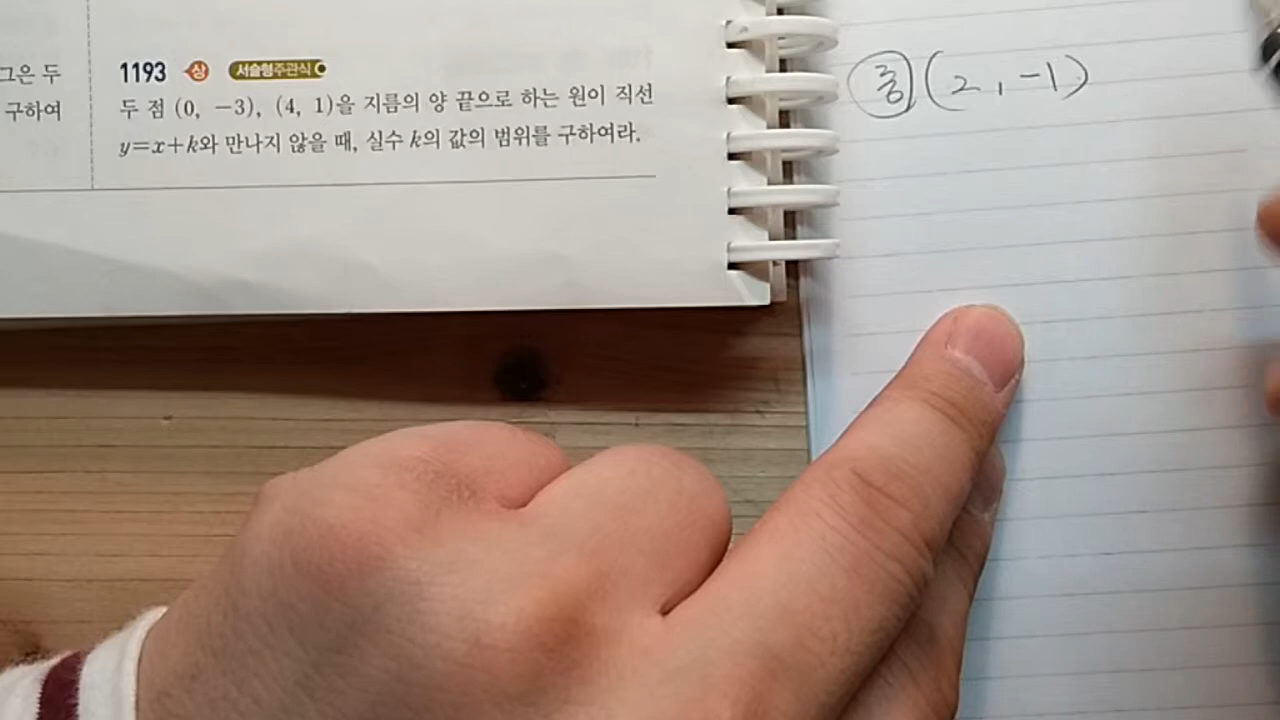 그은 두
구하여
1193 상 서술형주관식
두 점 (0, −3), (4, 1)을 지름의 양 끝으로 하는 원이 직선
y=x+k와 만나지 않을 때, 실수 k의 값의 범위를 구하여라.
중 (2, -1)